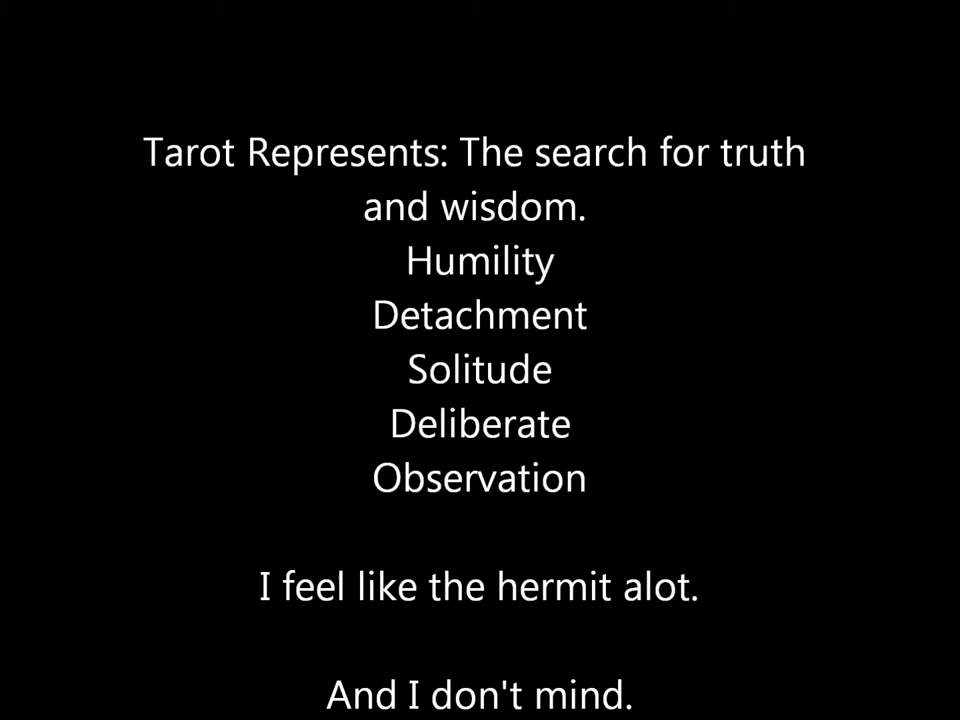 Tarot Represents: The search for truth
and wisdom.
Humility
Detachment
Solitude
Deliberate
Observation
I feel like the hermit alot.
And I don't mind.